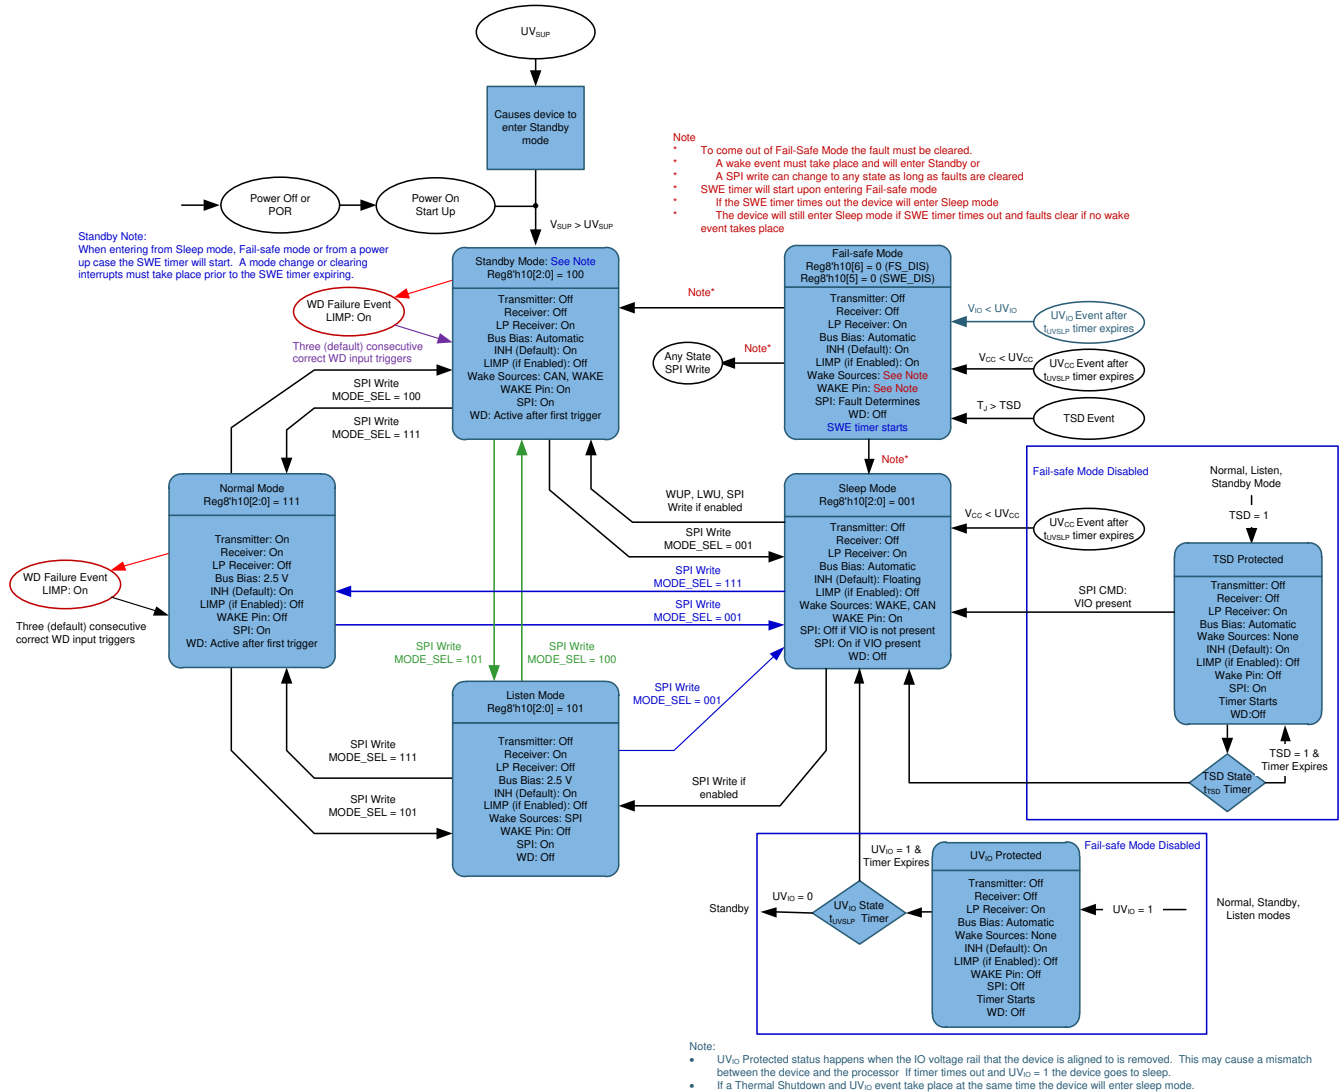 UVSUP
Causes device to
enter Standby
mode
Power Off or
POR
Power On
Start Up
VSUP > UVSUP
Standby Note:
When entering from Sleep mode, Fail-safe mode or from a power
up case the SWE timer will start. A mode change or clearing
interrupts must take place prior to the SWE timer expiring.
Note
* To come out of Fail-Safe Mode the fault must be cleared.
* A wake event must take place and will enter Standby or
* A SPI write can change to any state as long as faults are cleared
* SWE timer will start upon entering Fail-safe mode
* If the SWE timer times out the device will enter Sleep mode
* The device will still enter Sleep mode if SWE timer times out and faults clear if no wake
event takes place
Standby Mode: See Note
Reg8'h10[2:0] = 100
Transmitter: Off
Receiver: Off
LP Receiver: On
Bus Bias: Automatic
INH (Default): On
LIMP (if Enabled): Off
Wake Sources: CAN, WAKE
WAKE Pin: On
SPI: On
WD: Active after first trigger
WD Failure Event
LIMP: On
Three (default) consecutive
correct WD input triggers
SPI Write
MODE_SEL = 100
SPI Write
MODE_SEL = 111
Note*
Note*
Any State
SPI Write
Fail-safe Mode
Reg8'h10[6] = 0 (FS_DIS)
Reg8'h10[5] = 0 (SWE_DIS)
Transmitter: Off
Receiver: Off
LP Receiver: On
Bus Bias: Automatic
INH (Default): On
LIMP (if Enabled): On
Wake Sources: See Note
WAKE Pin: See Note
SPI: Fault Determines
WD: Off
SWE timer starts
VIO < UVIO
UVIO Event after
tUVSLP timer expires
VCC < UVCC
UVCC Event after
tUVSLP timer expires
TJ > TSD
TSD Event
Note*
Normal Mode
Reg8'h10[2:0] = 111
Transmitter: On
Receiver: On
LP Receiver: Off
Bus Bias: 2.5 V
INH (Default): On
LIMP (if Enabled): Off
WAKE Pin: Off
SPI: On
WD: Active after first trigger
WD Failure Event
LIMP: On
Three (default) consecutive
correct WD input triggers
WUP, LWU, SPI
Write if enabled
SPI Write
MODE_SEL = 001
SPI Write
MODE_SEL = 111
SPI Write
MODE_SEL = 001
SPI Write
MODE_SEL = 101
SPI Write
MODE_SEL = 100
SPI Write
MODE_SEL = 001
Sleep Mode
Reg8'h10[2:0] = 001
Transmitter: Off
Receiver: Off
LP Receiver: On
Bus Bias: Automatic
INH (Default): Floating
LIMP (if Enabled): Off
Wake Sources: WAKE, CAN
WAKE Pin: On
SPI: Off if VIO is not present
SPI: On if VIO present
WD: Off
VCC < UVCC
UVCC Event after
tUVSLP timer expires
Fail-safe Mode Disabled
Normal, Listen,
Standby Mode
TSD = 1
TSD Protected
Transmitter: Off
Receiver: Off
LP Receiver: On
Bus Bias: Automatic
Wake Sources: None
INH (Default): On
LIMP (if Enabled): Off
Wake Pin: Off
SPI: On
Timer Starts
WD:Off
SPI CMD:
VIO present
TSD State
tTSD Timer
TSD = 1 &
Timer Expires
Listen Mode
Reg8'h10[2:0] = 101
Transmitter: Off
Receiver: On
LP Receiver: Off
Bus Bias: 2.5 V
INH (Default): On
LIMP (if Enabled): Off
Wake Sources: SPI
WAKE Pin: Off
SPI: On
WD: Off
SPI Write
MODE_SEL = 111
SPI Write
MODE_SEL = 101
SPI Write if
enabled
UVIO = 1 &
Timer Expires
UVIO Protected
Transmitter: Off
Receiver: Off
LP Receiver: On
Bus Bias: Automatic
Wake Sources: None
INH (Default): On
LIMP (if Enabled): Off
WAKE Pin: Off
SPI: Off
Timer Starts
WD: Off
Fail-safe Mode Disabled
Standby
UVIO = 0
UVIO State
tUVSLP Timer
UVIO = 1
Normal, Standby,
Listen modes
Note:
• UVIO Protected status happens when the IO voltage rail that the device is aligned to is removed. This may cause a mismatch
between the device and the processor If timer times out and UVIO = 1 the device goes to sleep.
• If a Thermal Shutdown and UVIO event take place at the same time the device will enter sleep mode.